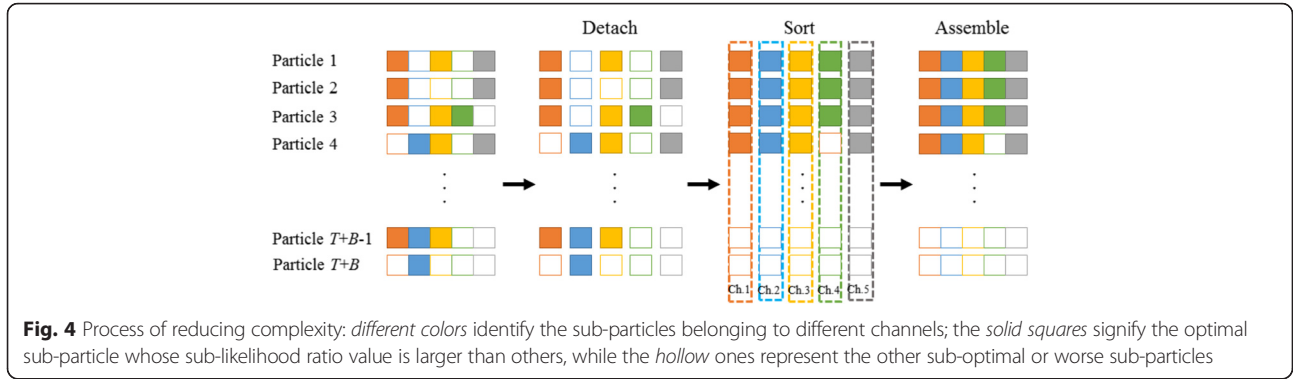 Detach
Sort
Assemble
Particle 1
Particle 2
Particle 3
Particle 4
Particle T+B-1
Particle T+B
Ch.1
Ch.2
Ch.3
Ch.4
Ch.5
Fig. 4 Process of reducing complexity: different colors identify the sub-particles belonging to different channels; the solid squares signify the optimal
sub-particle whose sub-likelihood ratio value is larger than others, while the hollow ones represent the other sub-optimal or worse sub-particles